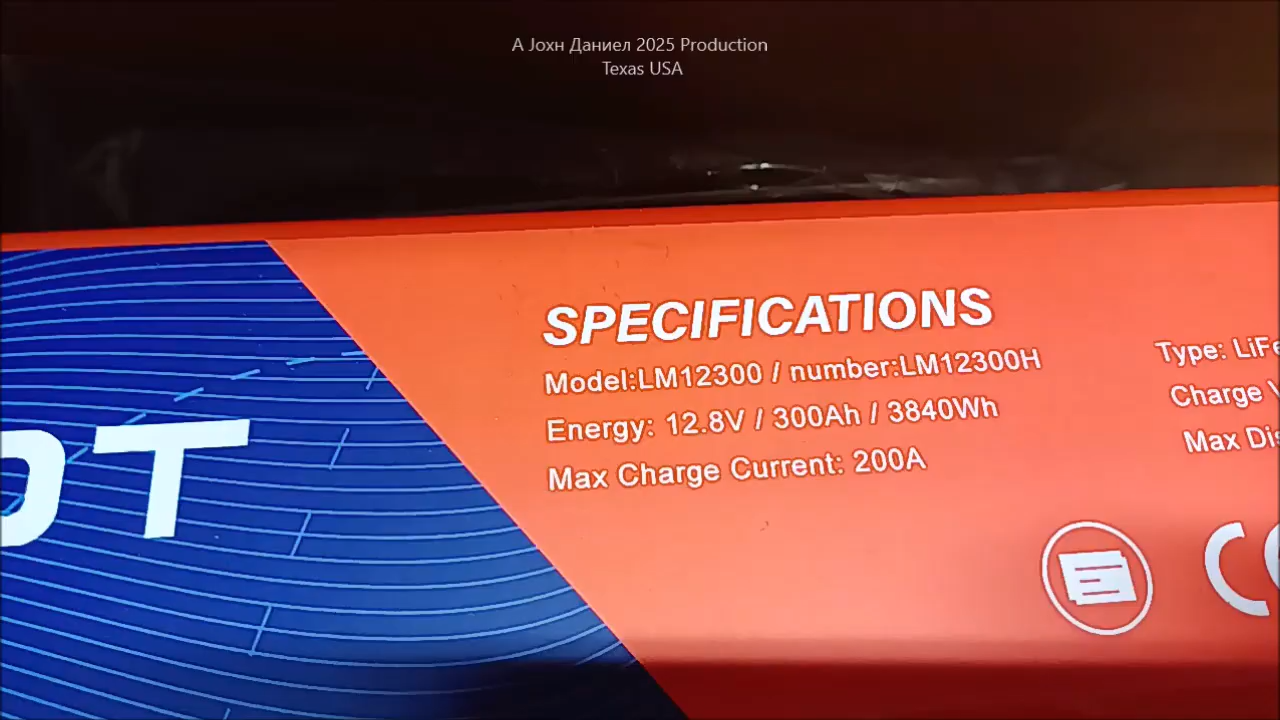 A Joxн Даниел 2025 Production
Texas USA
OT
SPECIFICATIONS
Model:LM12300 / number:LM12300H
Energy: 12.8V / 300Ah / 3840Wh
Max Charge Current: 200A
Type: LiFe
Charge V
Max Dis
CE